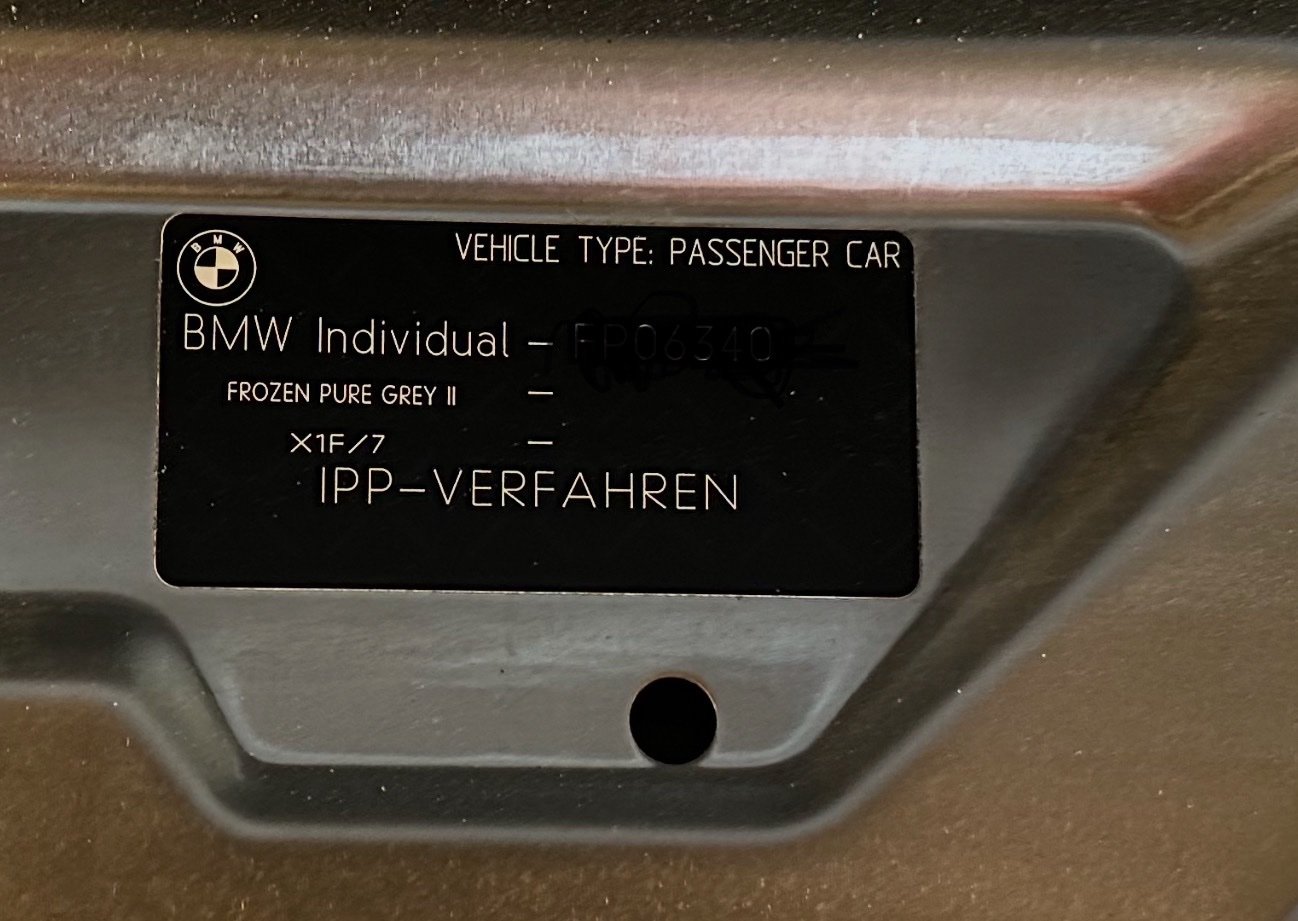 BMW
VEHICLE TYPE: PASSENGER CAR
BMW Individual –
FROZEN PURE GREY II –
X1F/7 –
IPP-VERFAHREN